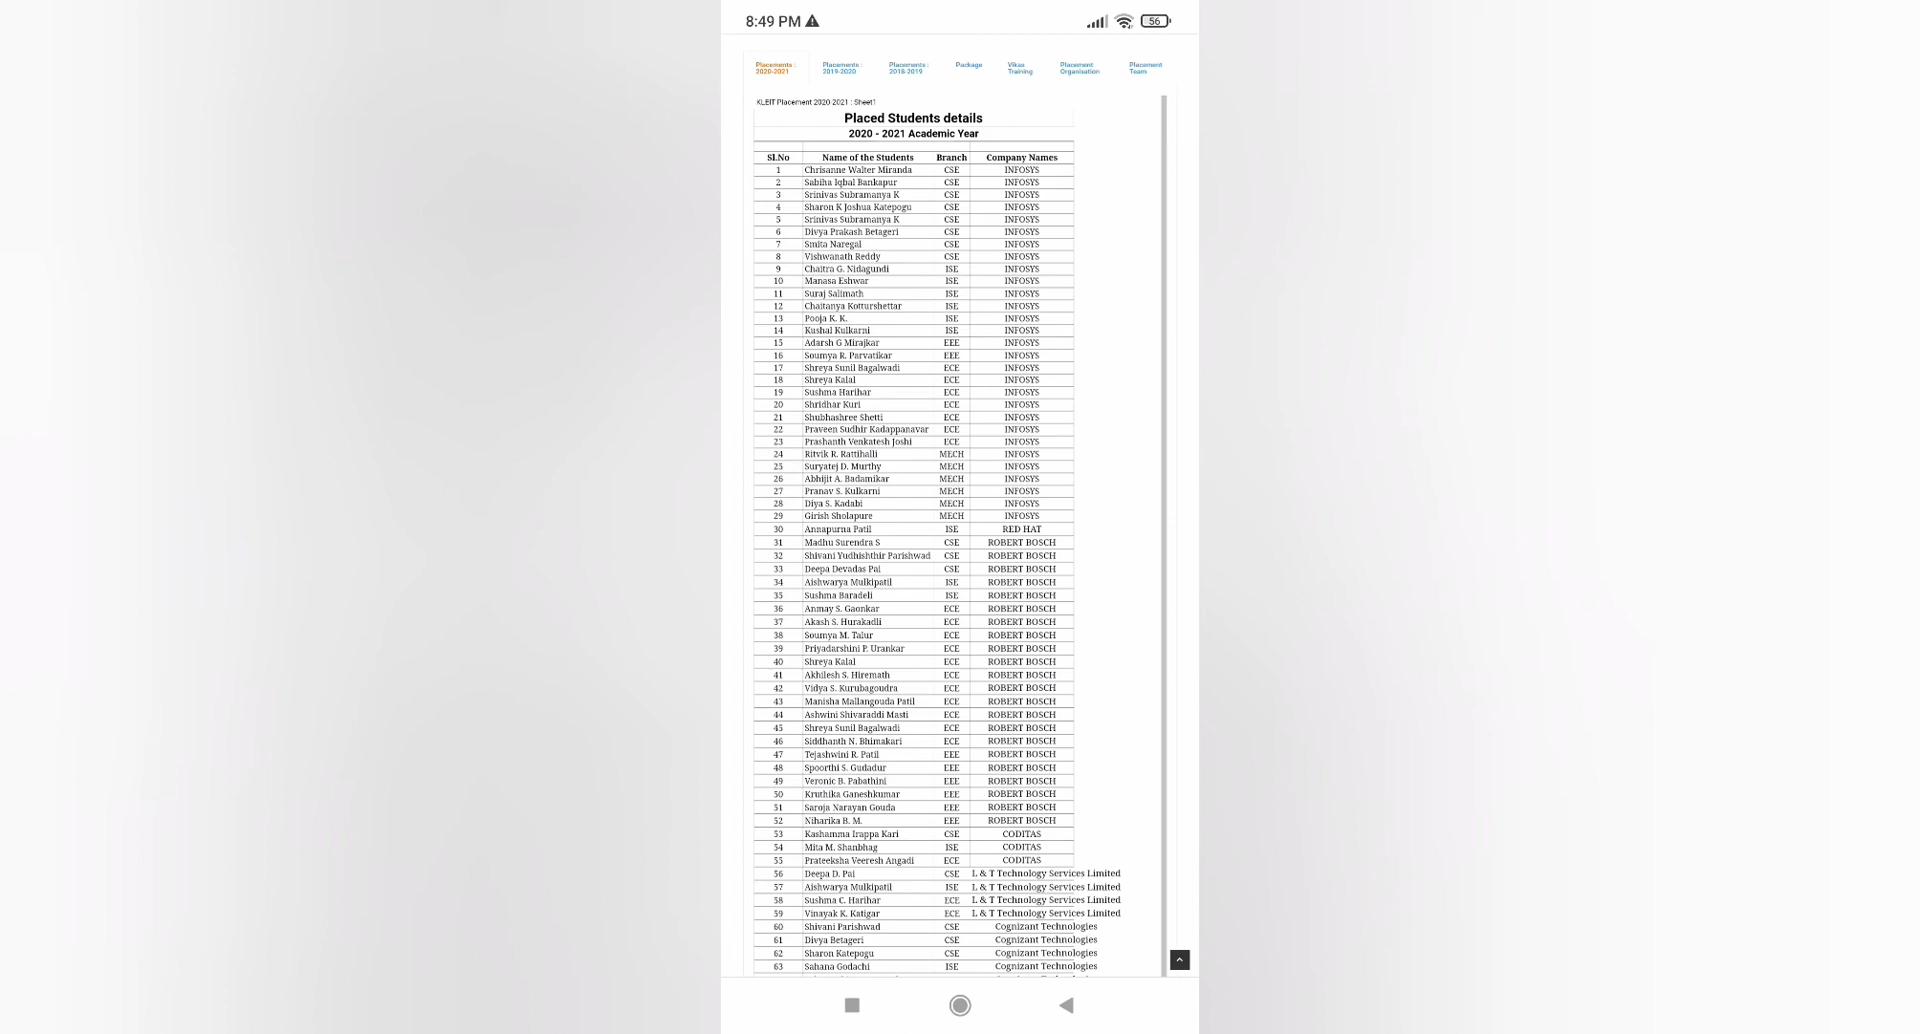 8:49 PM
56
Placements : 2020-2021
Placements : 2019-2020
Placements : 2018-2019
Package
Vikas Training
Placement Organisation
Placement Team
KLEIT Placement 2020 2021 : Sheet1
Placed Students details
2020 - 2021 Academic Year
Sl.No Name of the Students Branch Company Names
1 Chrisanne Walter Miranda CSE INFOSYS
2 Sabiha Iqbal Bankapur CSE INFOSYS
3 Srinivas Subramanya K CSE INFOSYS
4 Sharon K Joshua Katepogu CSE INFOSYS
5 Srinivas Subramanya K CSE INFOSYS
6 Divya Prakash Betageri CSE INFOSYS
7 Smita Naregal CSE INFOSYS
8 Vishwanath Reddy CSE INFOSYS
9 Chaitra G. Nidagundi ISE INFOSYS
10 Manasa Eshwar ISE INFOSYS
11 Suraj Salimath ISE INFOSYS
12 Chaitanya Kotturshettar ISE INFOSYS
13 Pooja K. K. ISE INFOSYS
14 Kushal Kulkarni ISE INFOSYS
15 Adarsh G Mirajkar EEE INFOSYS
16 Soumya R. Parvatikar EEE INFOSYS
17 Shreya Sunil Bagalwadi ECE INFOSYS
18 Shreya Kalal ECE INFOSYS
19 Sushma Harihar ECE INFOSYS
20 Shridhar Kuri ECE INFOSYS
21 Shubhashree Shetti ECE INFOSYS
22 Praveen Sudhir Kadappanavar ECE INFOSYS
23 Prashanth Venkatesh Joshi ECE INFOSYS
24 Ritvik R. Rattihalli MECH INFOSYS
25 Suryatej D. Murthy MECH INFOSYS
26 Abhijit A. Badamikar MECH INFOSYS
27 Pranav S. Kulkarni MECH INFOSYS
28 Diya S. Kadabi MECH INFOSYS
29 Girish Sholapure MECH INFOSYS
30 Annapurna Patil ISE RED HAT
31 Madhu Surendra S CSE ROBERT BOSCH
32 Shivani Yudhishthir Parishwad CSE ROBERT BOSCH
33 Deepa Devadas Pai CSE ROBERT BOSCH
34 Aishwarya Mulkipatil ISE ROBERT BOSCH
35 Sushma Baradeli ISE ROBERT BOSCH
36 Anmay S. Gaonkar ECE ROBERT BOSCH
37 Akash S. Hurakadli ECE ROBERT BOSCH
38 Soumya M. Talur ECE ROBERT BOSCH
39 Priyadarshini P. Urankar ECE ROBERT BOSCH
40 Shreya Kalal ECE ROBERT BOSCH
41 Akhilesh S. Hiremath ECE ROBERT BOSCH
42 Vidya S. Kurubagoudra ECE ROBERT BOSCH
43 Manisha Mallangouda Patil ECE ROBERT BOSCH
44 Ashwini Shivaraddi Masti ECE ROBERT BOSCH
45 Shreya Sunil Bagalwadi ECE ROBERT BOSCH
46 Siddhanth N. Bhimakari ECE ROBERT BOSCH
47 Tejashwini R. Patil EEE ROBERT BOSCH
48 Spoorthi S. Gudadur EEE ROBERT BOSCH
49 Veronic B. Pabathini EEE ROBERT BOSCH
50 Kruthika Ganeshkumar EEE ROBERT BOSCH
51 Saroja Narayan Gouda EEE ROBERT BOSCH
52 Niharika B. M. EEE ROBERT BOSCH
53 Kashamma Irappa Kari CSE CODITAS
54 Mita M. Shanbhag ISE CODITAS
55 Prateeksha Veeresh Angadi ECE CODITAS
56 Deepa D. Pai CSE L & T Technology Services Limited
57 Aishwarya Mulkipatil ISE L & T Technology Services Limited
58 Sushma C. Harihar ECE L & T Technology Services Limited
59 Vinayak K. Katigar ECE L & T Technology Services Limited
60 Shivani Parishwad CSE Cognizant Technologies
61 Divya Betageri CSE Cognizant Technologies
62 Sharon Katepogu CSE Cognizant Technologies
63 Sahana Godachi ISE Cognizant Technologies